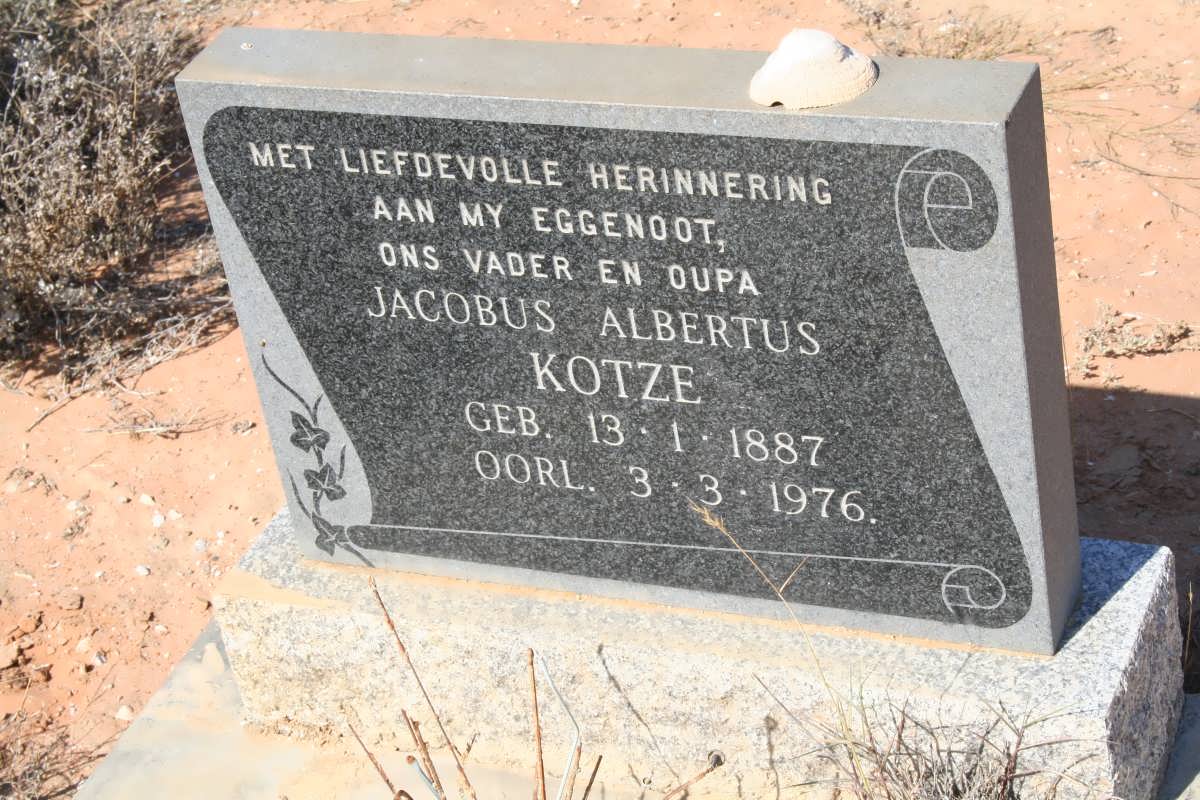 MET LIEFDEVOLLE HERINNERING
AAN MY EGGENOOT,
ONS VADER EN OUPA
JACOBUS ALBERTUS
KOTZE
GEB. 13·1·1887
OORL. 3·3·1976.